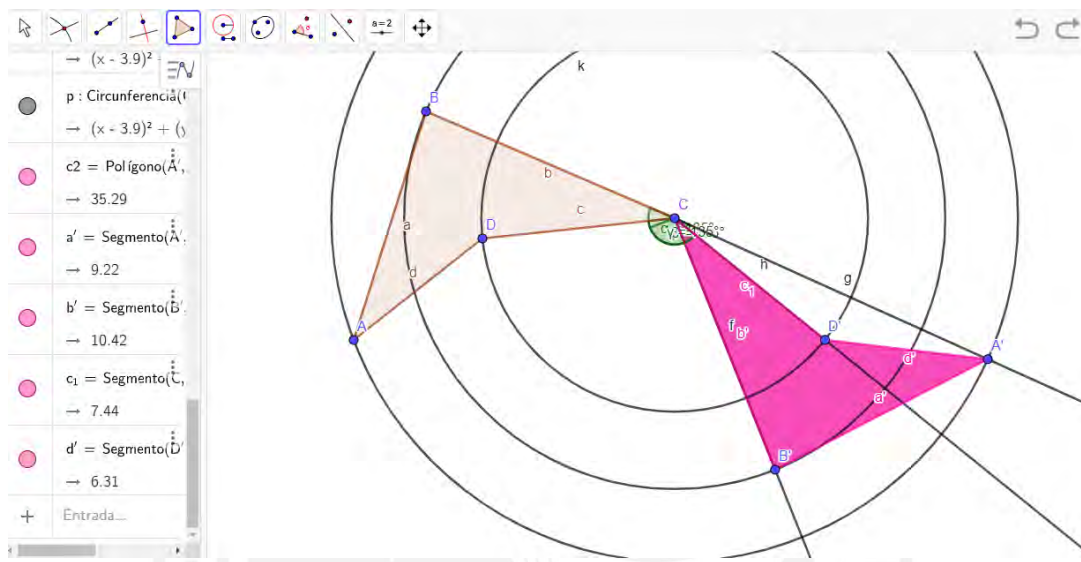 a=2
→ (x - 3.9)²
p : Circunferencia(
→ (x - 3.9)² + (y
c2 = Polígono(A',
→ 35.29
a' = Segmento(A'
→ 9.22
b' = Segmento(B'
→ 10.42
c₁ = Segmento(C,
→ 7.44
d' = Segmento(D'
→ 6.31
+ Entrada...
k
B
b
C
c
D
a
d
h
g
c₁
A
f
b'
D'
A'
d'
a'
B'